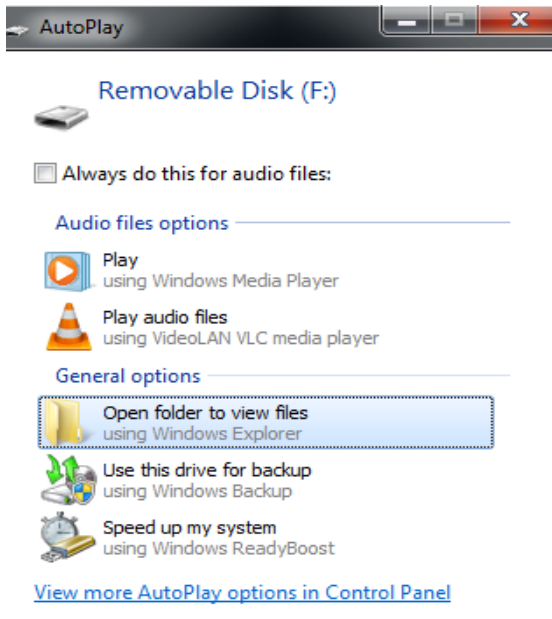 AutoPlay
Removable Disk (F:)
Always do this for audio files:
Audio files options
Play
using Windows Media Player
Play audio files
using VideoLAN VLC media player
General options
Open folder to view files
using Windows Explorer
Use this drive for backup
using Windows Backup
Speed up my system
using Windows ReadyBoost
View more AutoPlay options in Control Panel